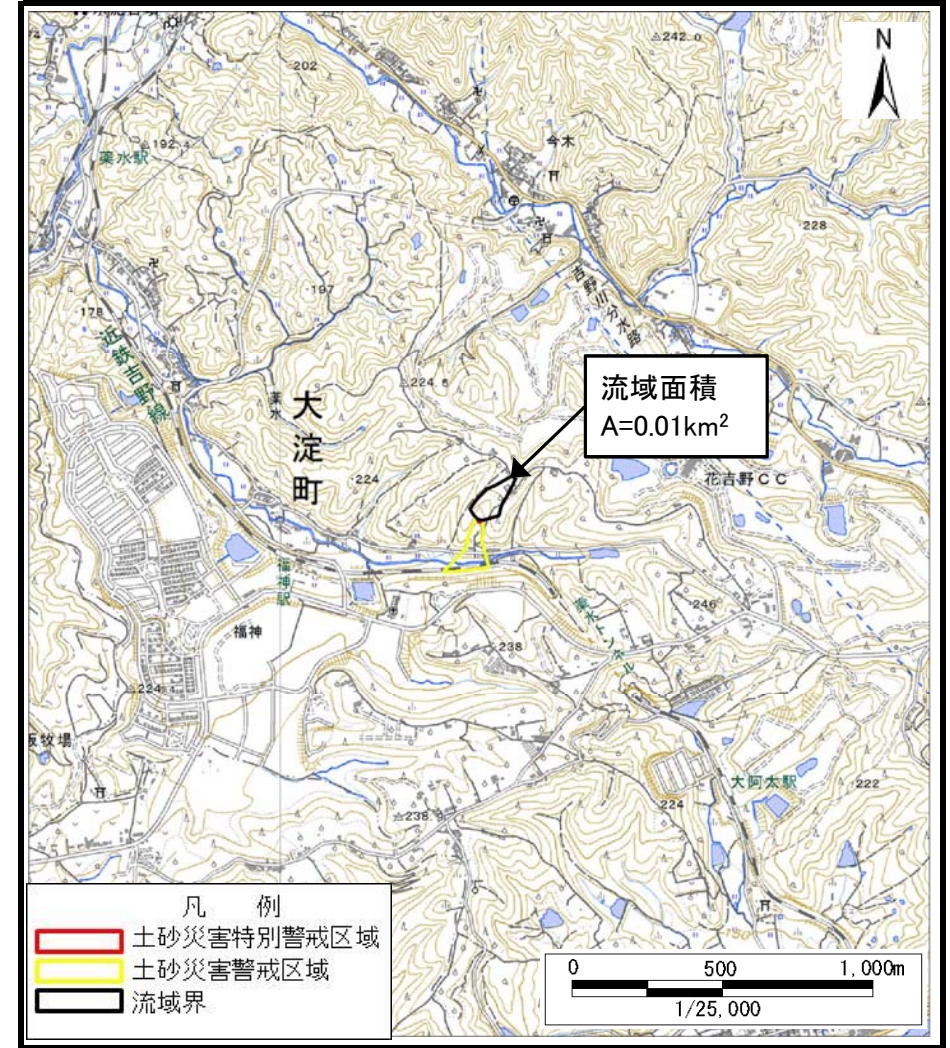 N
242.0
202
今木
192.4
薬水駅
228
197
吉野川分水路
178
近鉄吉野線
224.6
流域面積
A=0.01km²
薬水
大淀町
224
花吉野CC
福神駅
薬水トンネル
246
福神
238
224.4
大阿太駅
222
224
238.9
凡 例
土砂災害特別警戒区域
土砂災害警戒区域
流域界
0 500 1,000m
1/25,000